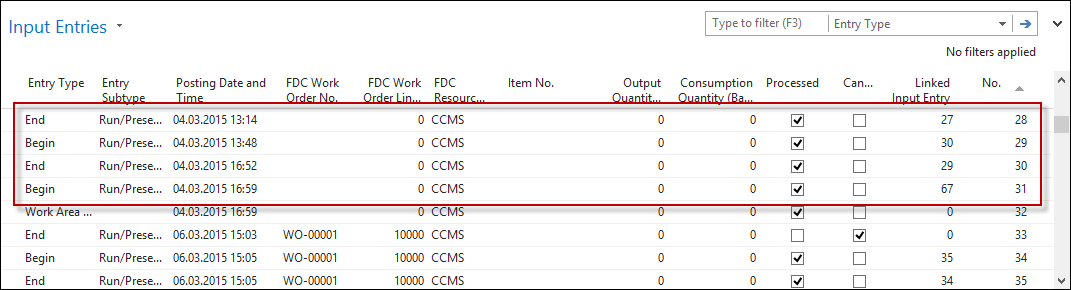 Input Entries
Type to filter (F3) Entry Type
No filters applied
Entry Type Entry Subtype Posting Date and Time FDC Work Order No. FDC Work Order Lin... FDC Resourc... Item No. Output Quantit... Consumption Quantity (Ba... Processed Can... Linked Input Entry No.
End Run/Prese... 04.03.2015 13:14 0 CCMS 0 0 27 28
Begin Run/Prese... 04.03.2015 13:48 0 CCMS 0 0 30 29
End Run/Prese... 04.03.2015 16:52 0 CCMS 0 0 29 30
Begin Run/Prese... 04.03.2015 16:59 0 CCMS 0 0 67 31
Work Area ... 04.03.2015 16:59 0 CCMS 0 0 0 32
End Run/Prese... 06.03.2015 15:03 WO-00001 10000 CCMS 0 0 0 33
Begin Run/Prese... 06.03.2015 15:05 WO-00001 10000 CCMS 0 0 35 34
End Run/Prese... 06.03.2015 15:05 WO-00001 10000 CCMS 0 0 34 35